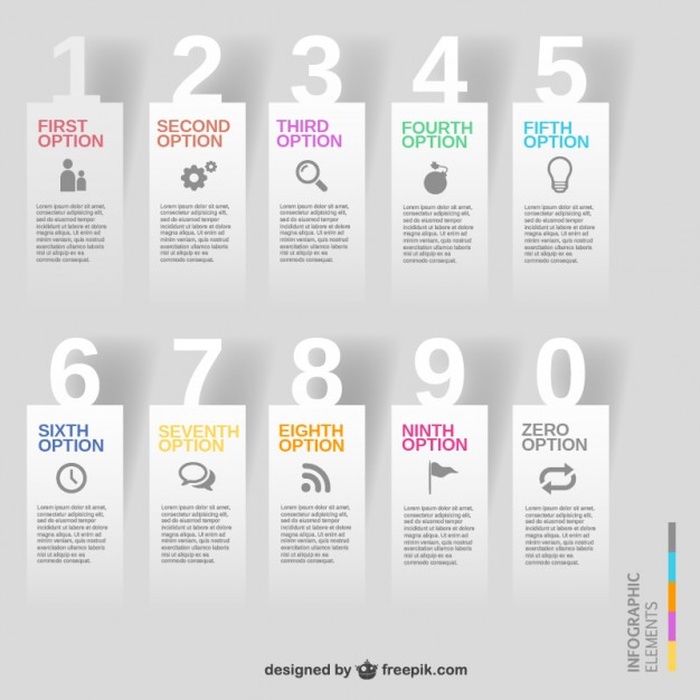 1
FIRST
OPTION
Lorem ipsum dolor sit amet,
consectetur adipisicing elit,
sed do eiusmod tempor
incididunt ut labore et dolore
magna aliqua. Ut enim ad
minim veniam, quis nostrud
exercitation ullamco laboris
nisi ut aliquip ex ea
commodo consequat.
2
SECOND
OPTION
Lorem ipsum dolor sit amet,
consectetur adipisicing elit,
sed do eiusmod tempor
incididunt ut labore et dolore
magna aliqua. Ut enim ad
minim veniam, quis nostrud
exercitation ullamco laboris
nisi ut aliquip ex ea
commodo consequat.
3
THIRD
OPTION
Lorem ipsum dolor sit amet,
consectetur adipisicing elit,
sed do eiusmod tempor
incididunt ut labore et dolore
magna aliqua. Ut enim ad
minim veniam, quis nostrud
exercitation ullamco laboris
nisi ut aliquip ex ea
commodo consequat.
4
FOURTH
OPTION
Lorem ipsum dolor sit amet,
consectetur adipisicing elit,
sed do eiusmod tempor
incididunt ut labore et dolore
magna aliqua. Ut enim ad
minim veniam, quis nostrud
exercitation ullamco laboris
nisi ut aliquip ex ea
commodo consequat.
5
FIFTH
OPTION
Lorem ipsum dolor sit amet,
consectetur adipisicing elit,
sed do eiusmod tempor
incididunt ut labore et dolore
magna aliqua. Ut enim ad
minim veniam, quis nostrud
exercitation ullamco laboris
nisi ut aliquip ex ea
commodo consequat.
6
SIXTH
OPTION
Lorem ipsum dolor sit amet,
consectetur adipisicing elit,
sed do eiusmod tempor
incididunt ut labore et dolore
magna aliqua. Ut enim ad
minim veniam, quis nostrud
exercitation ullamco laboris
nisi ut aliquip ex ea
commodo consequat.
7
SEVENTH
OPTION
Lorem ipsum dolor sit amet,
consectetur adipisicing elit,
sed do eiusmod tempor
incididunt ut labore et dolore
magna aliqua. Ut enim ad
minim veniam, quis nostrud
exercitation ullamco laboris
nisi ut aliquip ex ea
commodo consequat.
8
EIGHTH
OPTION
Lorem ipsum dolor sit amet,
consectetur adipisicing elit,
sed do eiusmod tempor
incididunt ut labore et dolore
magna aliqua. Ut enim ad
minim veniam, quis nostrud
exercitation ullamco laboris
nisi ut aliquip ex ea
commodo consequat.
9
NINTH
OPTION
Lorem ipsum dolor sit amet,
consectetur adipisicing elit,
sed do eiusmod tempor
incididunt ut labore et dolore
magna aliqua. Ut enim ad
minim veniam, quis nostrud
exercitation ullamco laboris
nisi ut aliquip ex ea
commodo consequat.
0
ZERO
OPTION
Lorem ipsum dolor sit amet,
consectetur adipisicing elit,
sed do eiusmod tempor
incididunt ut labore et dolore
magna aliqua. Ut enim ad
minim veniam, quis nostrud
exercitation ullamco laboris
nisi ut aliquip ex ea
commodo consequat.
INFOGRAPHIC
ELEMENTS
designed by freepik.com